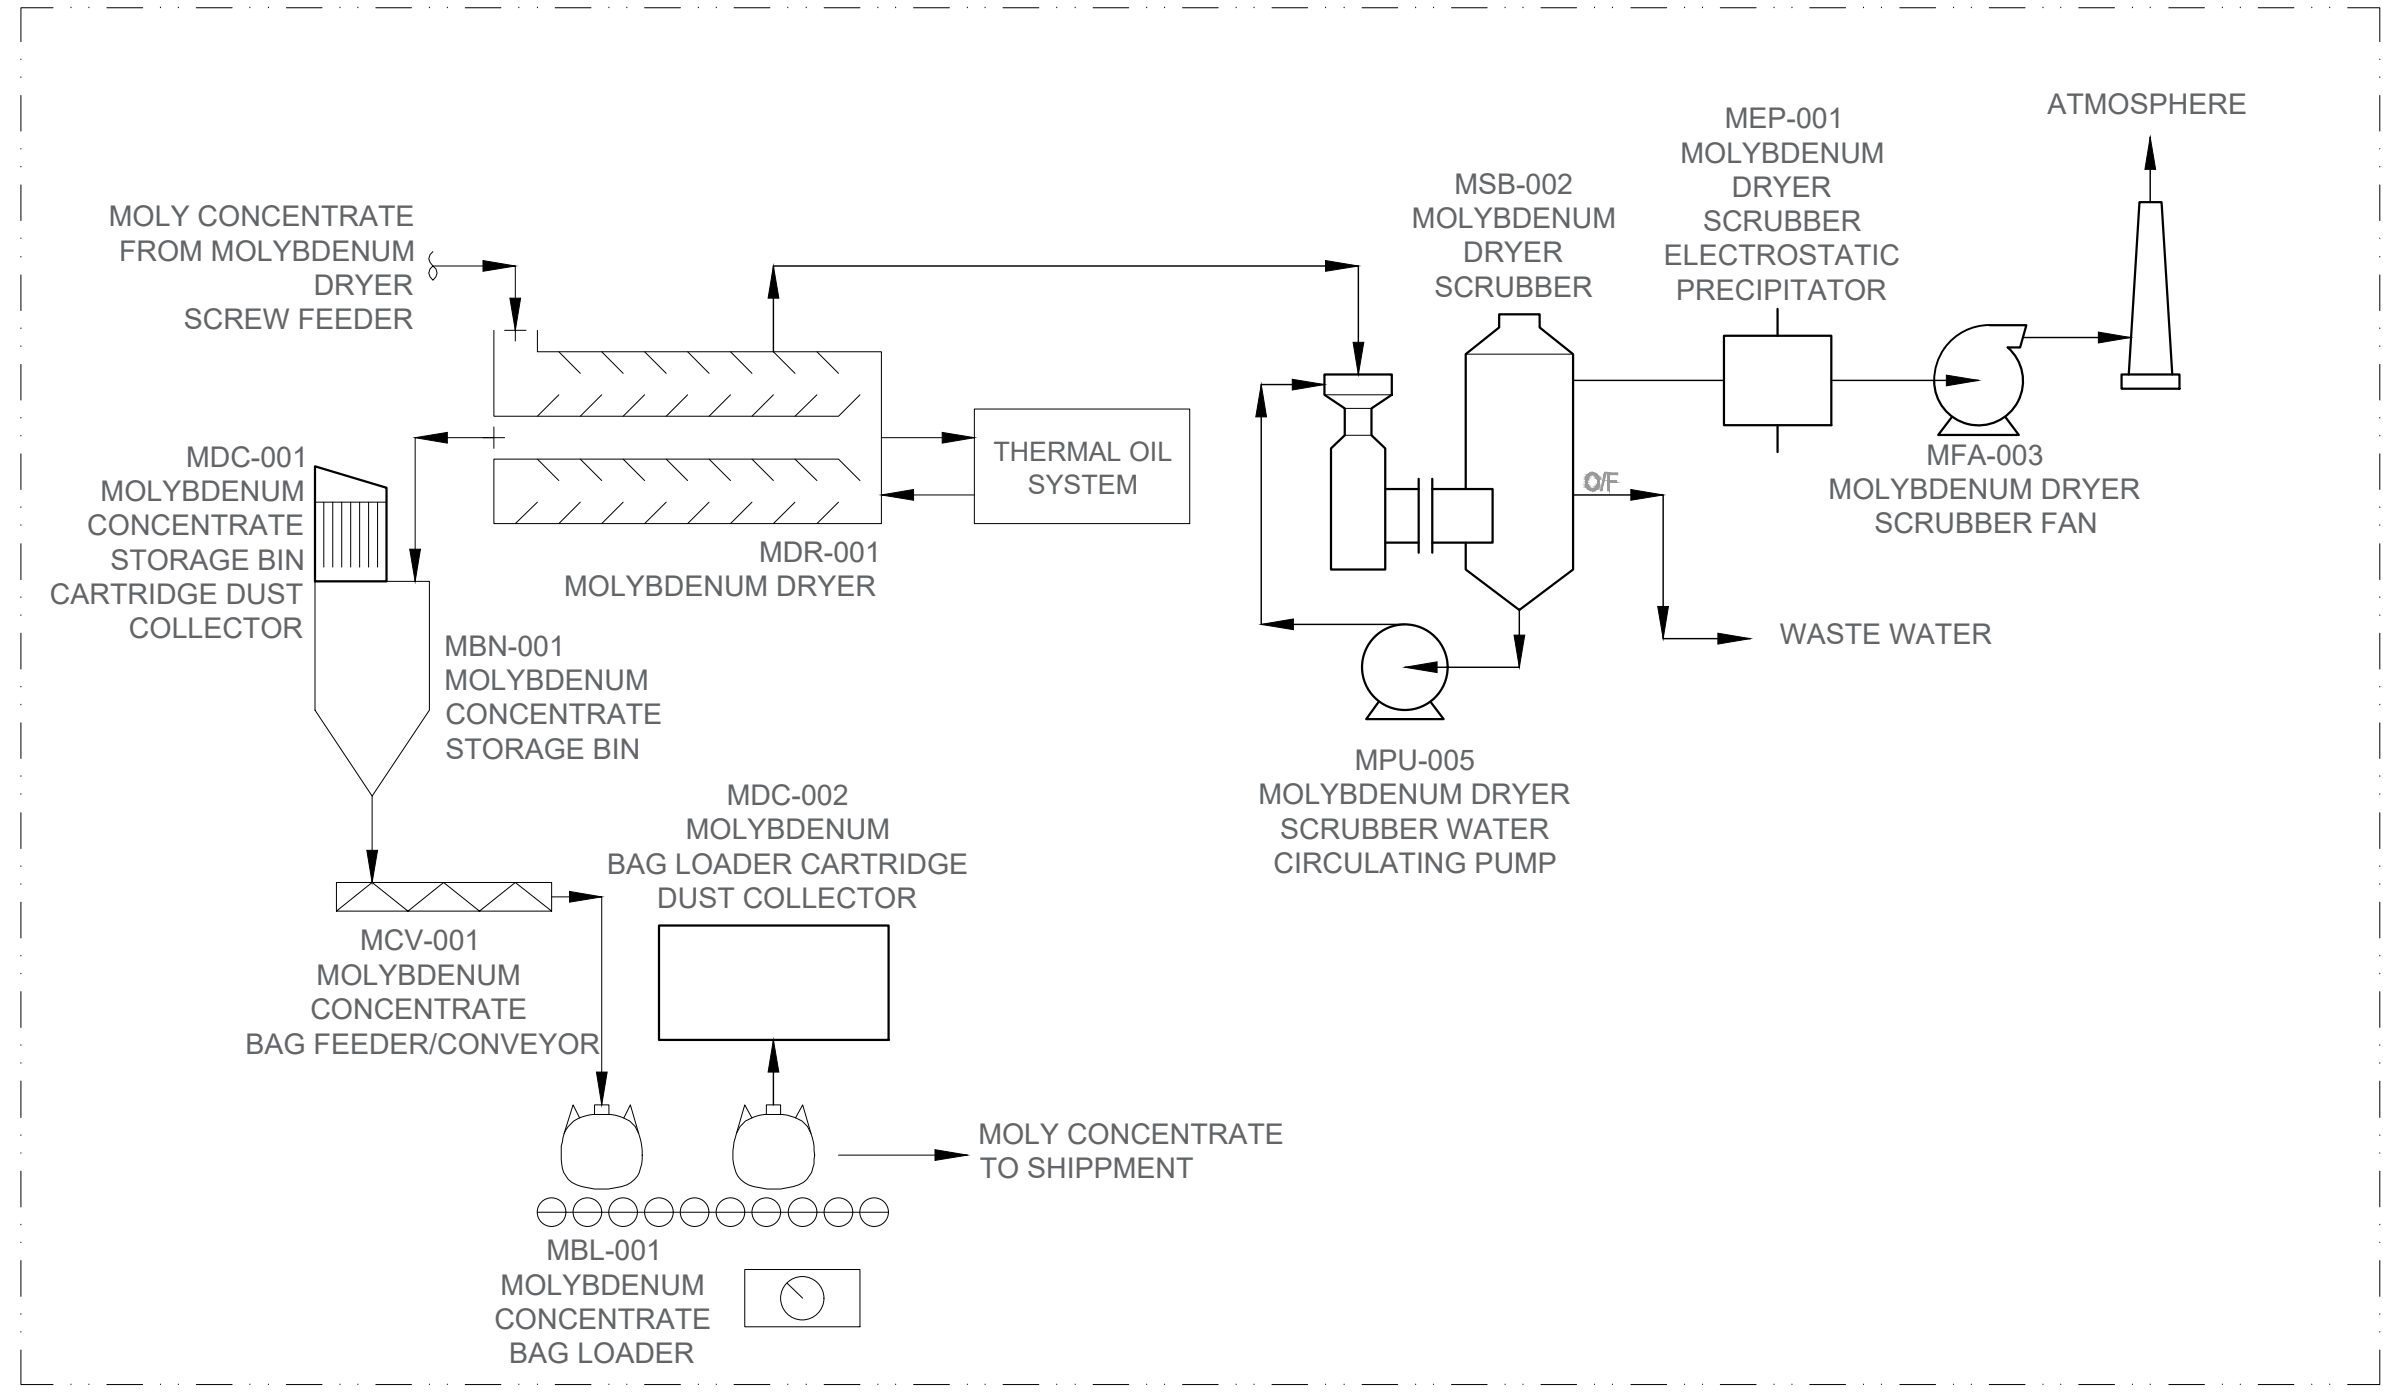 ATMOSPHERE
MEP-001
MOLYBDENUM
DRYER
SCRUBBER
ELECTROSTATIC
PRECIPITATOR
MSB-002
MOLYBDENUM
DRYER
SCRUBBER
MOLY CONCENTRATE
FROM MOLYBDENUM
DRYER
SCREW FEEDER
THERMAL OIL
SYSTEM
MDC-001
MOLYBDENUM
CONCENTRATE
STORAGE BIN
CARTRIDGE DUST
COLLECTOR
MFA-003
MOLYBDENUM DRYER
SCRUBBER FAN
O/F
MDR-001
MOLYBDENUM DRYER
WASTE WATER
MBN-001
MOLYBDENUM
CONCENTRATE
STORAGE BIN
MPU-005
MOLYBDENUM DRYER
SCRUBBER WATER
CIRCULATING PUMP
MDC-002
MOLYBDENUM
BAG LOADER CARTRIDGE
DUST COLLECTOR
MCV-001
MOLYBDENUM
CONCENTRATE
BAG FEEDER/CONVEYOR
MOLY CONCENTRATE
TO SHIPPMENT
MBL-001
MOLYBDENUM
CONCENTRATE
BAG LOADER